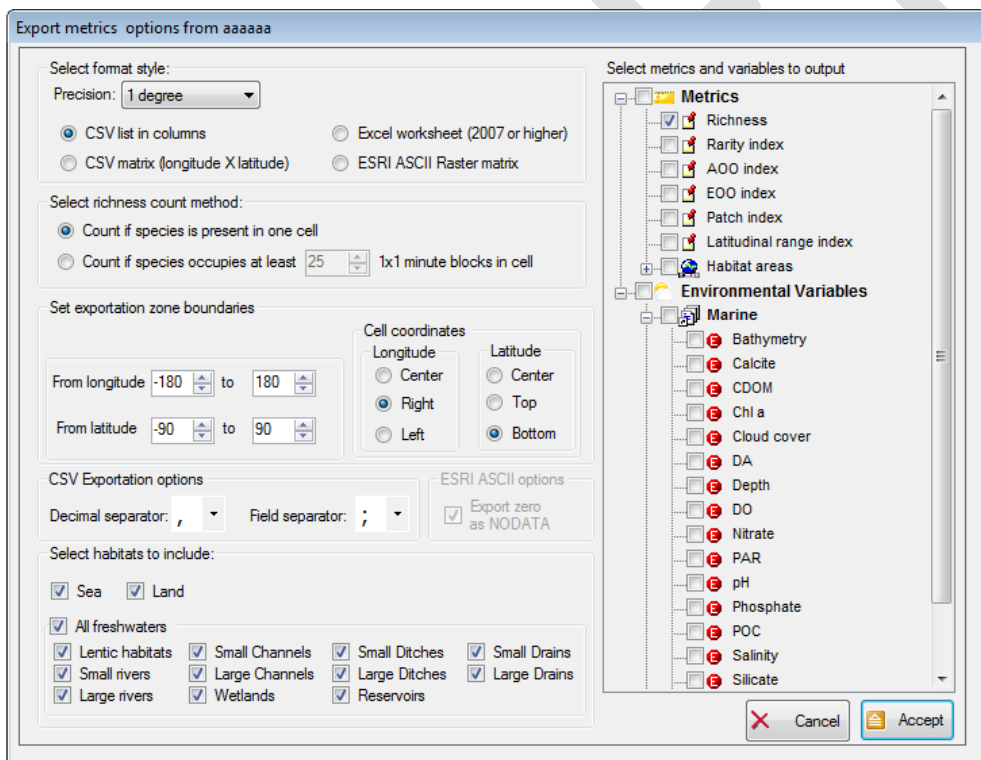 Export metrics  options from aaaaaa
Select format style:
Precision: 1 degree
CSV list in columns
Excel worksheet (2007 or higher)
CSV matrix (longitude X latitude)
ESRI ASCII Raster matrix
Select richness count method:
Count if species is present in one cell
Count if species occupies at least 25 1x1 minute blocks in cell
Set exportation zone boundaries
From longitude -180 to 180
From latitude -90 to 90
Cell coordinates
Longitude
Center
Right
Left
Latitude
Center
Top
Bottom
CSV Exportation options
Decimal separator: , Field separator: ;
ESRI ASCII options
Export zero
as NODATA
Select habitats to include:
Sea Land
All freshwaters
Lentic habitats Small Channels Small Ditches Small Drains
Small rivers Large Channels Large Ditches Large Drains
Large rivers Wetlands Reservoirs
Select metrics and variables to output
Metrics
Richness
Rarity index
AOO index
EOO index
Patch index
Latitudinal range index
Habitat areas
Environmental Variables
Marine
E Bathymetry
E Calcite
E CDOM
E Chl a
E Cloud cover
E DA
E Depth
E DO
E Nitrate
E PAR
E pH
E Phosphate
E POC
E Salinity
E Silicate
Cancel Accept